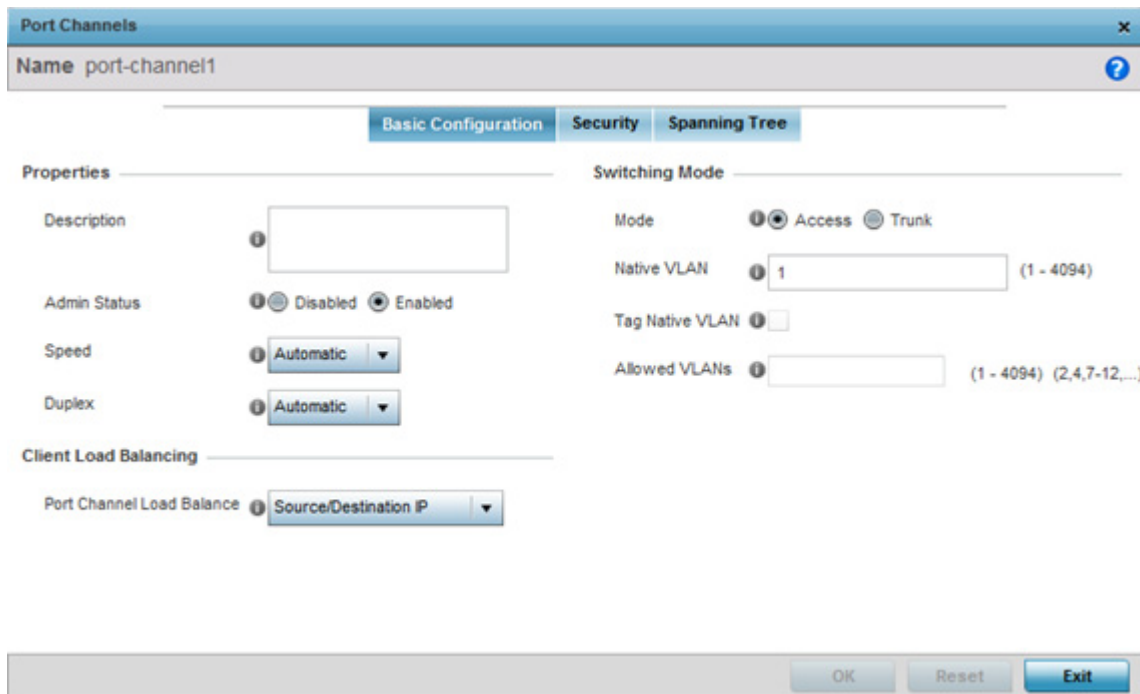 Port Channels
Name port-channel1
Basic Configuration Security Spanning Tree
Properties
Description
Admin Status Disabled Enabled
Speed Automatic
Duplex Automatic
Client Load Balancing
Port Channel Load Balance Source/Destination IP
Switching Mode
Mode Access Trunk
Native VLAN 1 (1 - 4094)
Tag Native VLAN
Allowed VLANs (1 - 4094) (2,4,7-12,...)
OK Reset Exit